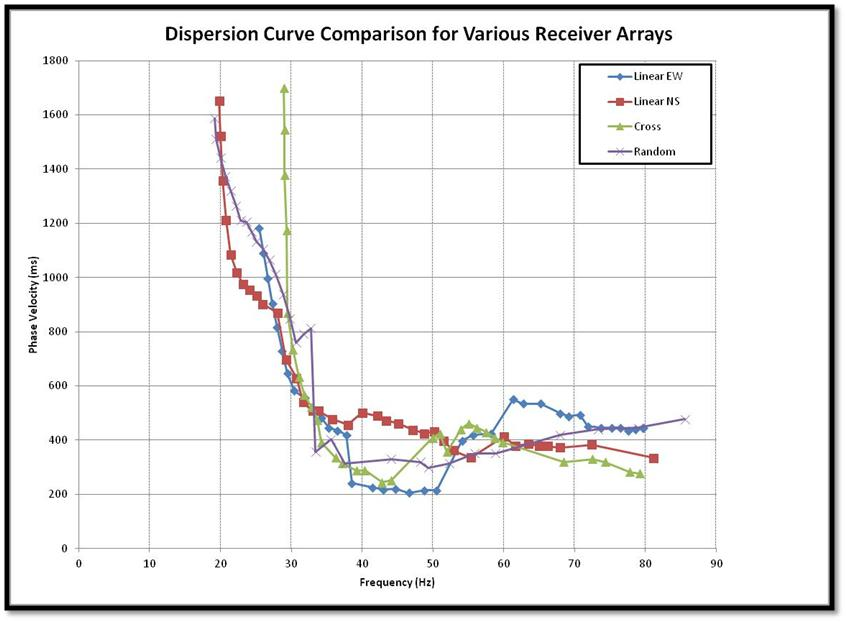 Dispersion Curve Comparison for Various Receiver Arrays
Linear EW
Linear NS
Cross
Random
Phase Velocity (ms)
1800
1600
1400
1200
1000
800
600
400
200
0
0 10 20 30 40 50 60 70 80 90
Frequency (Hz)